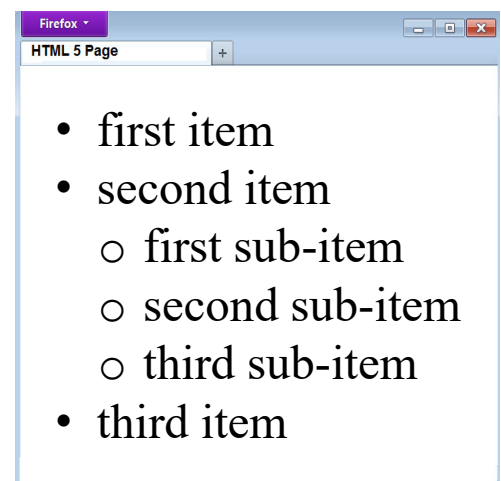 Firefox
HTML 5 Page
+
• first item
• second item
o first sub-item
o second sub-item
o third sub-item
• third item